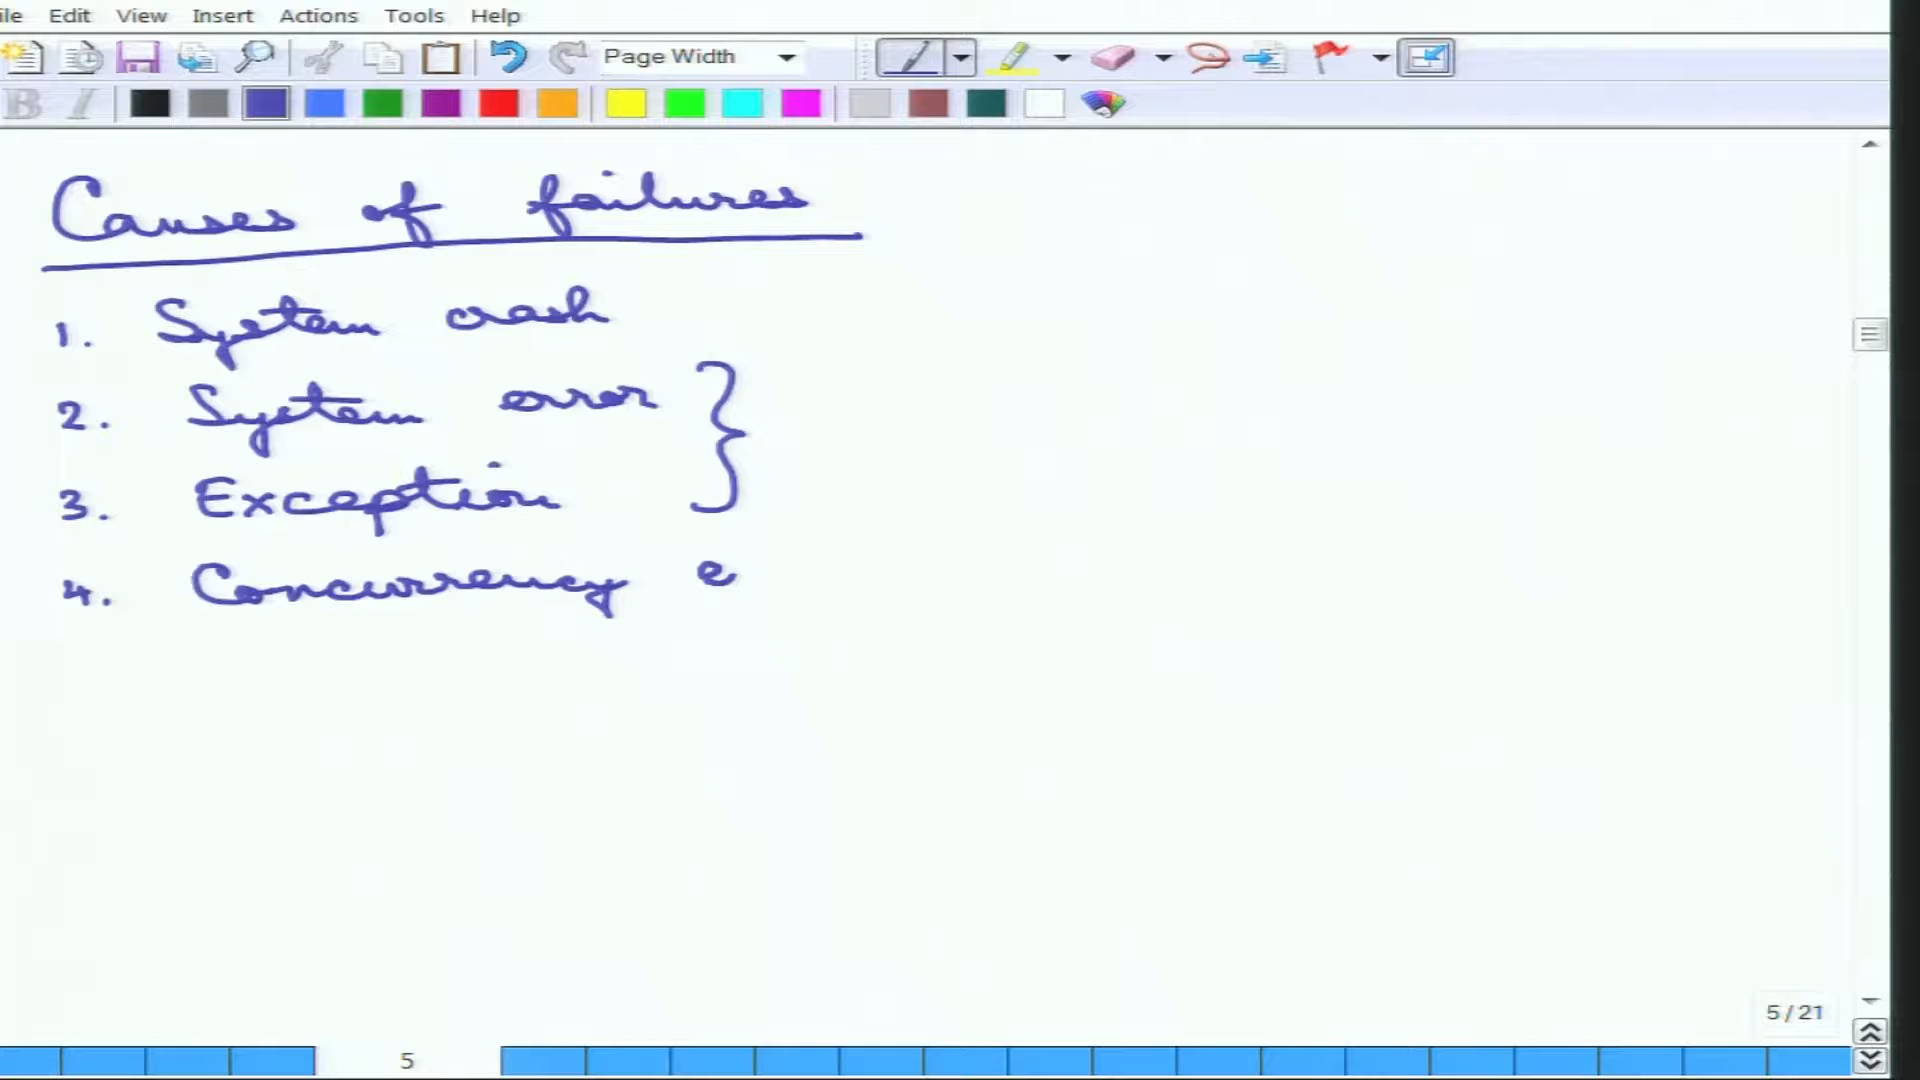 ile Edit View Insert Actions Tools Help
Page Width
B I
Causes of failures
1. System crash
2. System error
3. Exception
4. Concurrency e
5 / 21
5